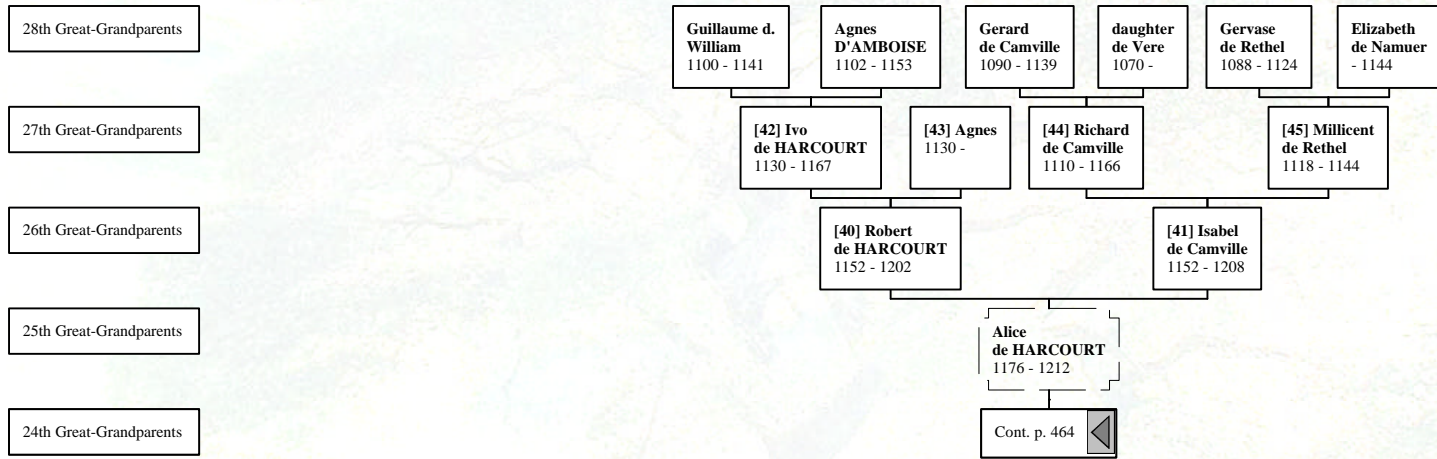 28th Great-Grandparents
Guillaume d.
William
1100 - 1141
Agnes
D'AMBOISE
1102 - 1153
Gerard
de Camville
1090 - 1139
daughter
de Vere
1070 -
Gervase
de Rethel
1088 - 1124
Elizabeth
de Namuer
- 1144
27th Great-Grandparents
[42] Ivo
de HARCOURT
1130 - 1167
[43] Agnes
1130 -
[44] Richard
de Camville
1110 - 1166
[45] Millicent
de Rethel
1118 - 1144
26th Great-Grandparents
[40] Robert
de HARCOURT
1152 - 1202
[41] Isabel
de Camville
1152 - 1208
25th Great-Grandparents
Alice
de HARCOURT
1176 - 1212
24th Great-Grandparents
Cont. p. 464